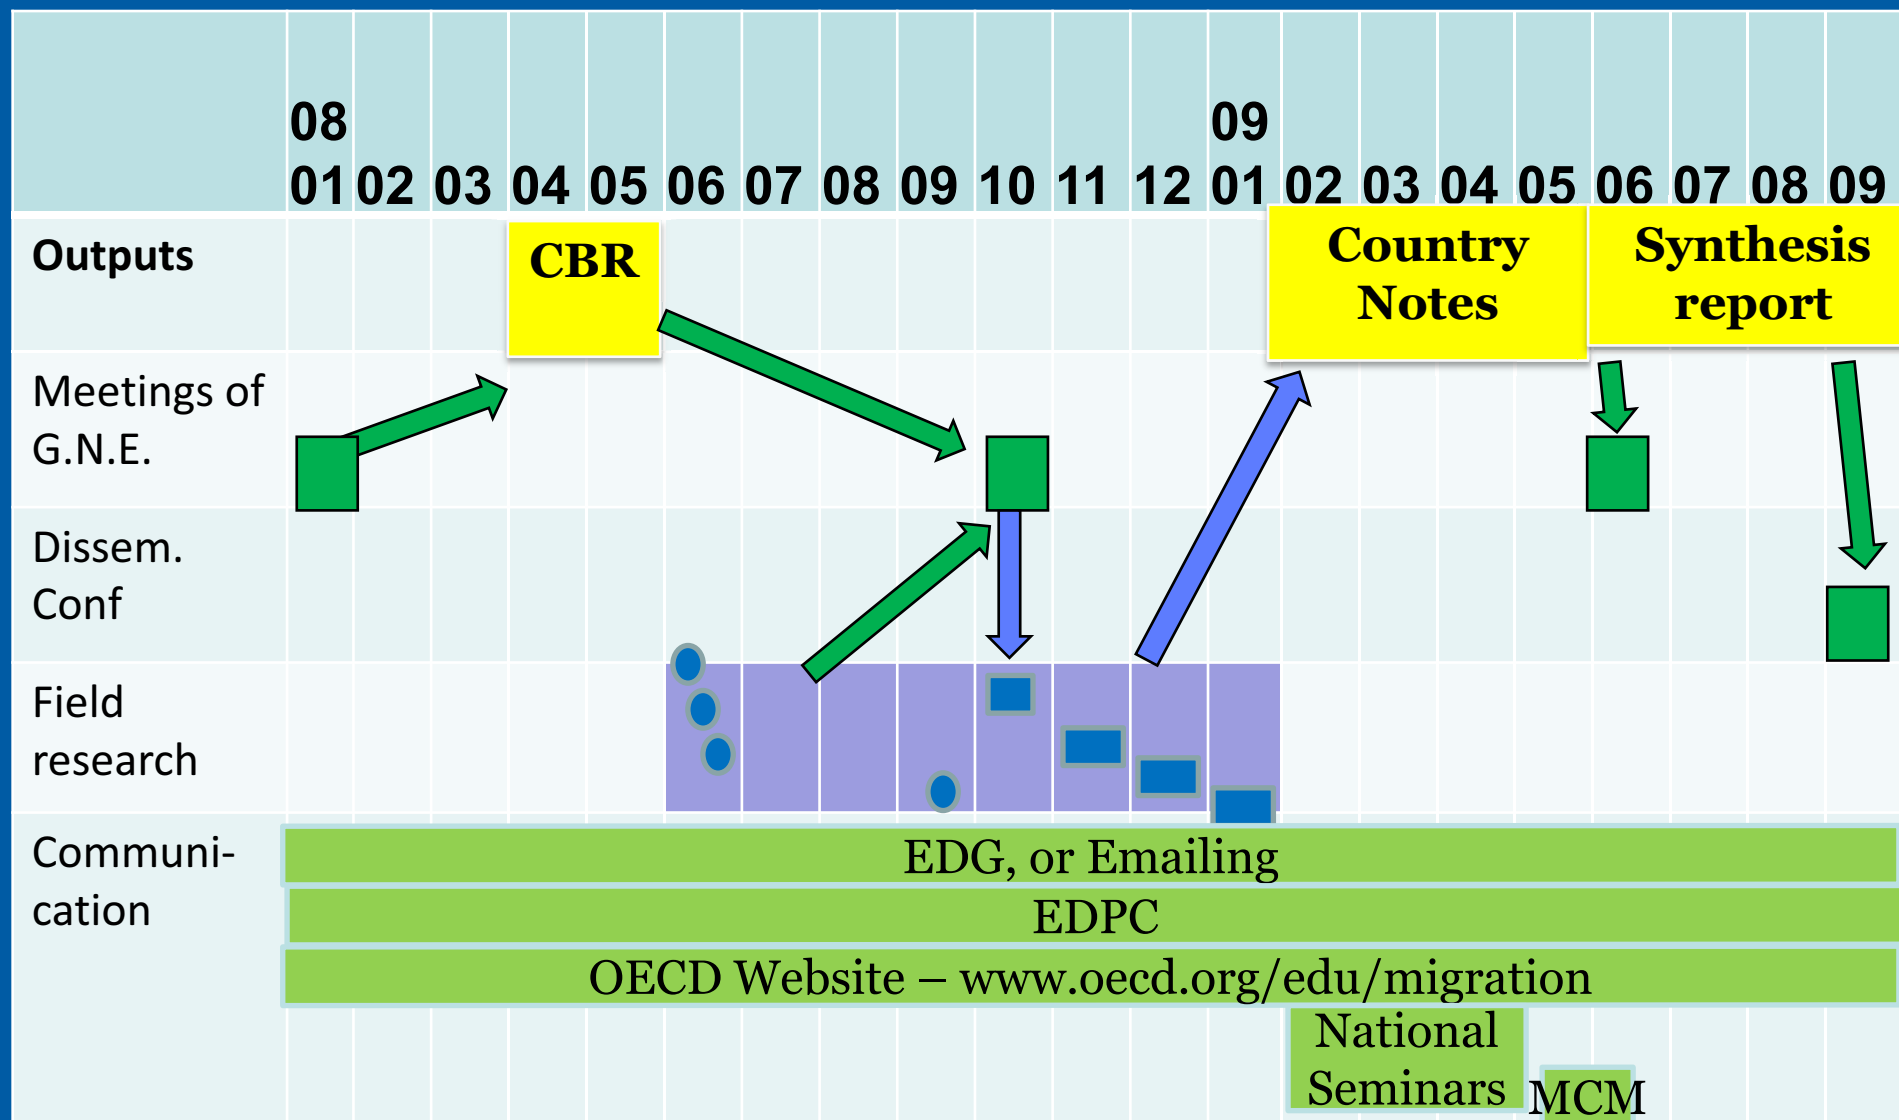 08 09
01 02 03 04 05 06 07 08 09 10 11 12 01 02 03 04 05 06 07 08 09
Outputs
CBR
Country
Notes
Synthesis
report
Meetings of
G.N.E.
Dissem.
Conf
Field
research
Communi-
cation
EDG, or Emailing
EDPC
OECD Website – www.oecd.org/edu/migration
National
Seminars
MCM